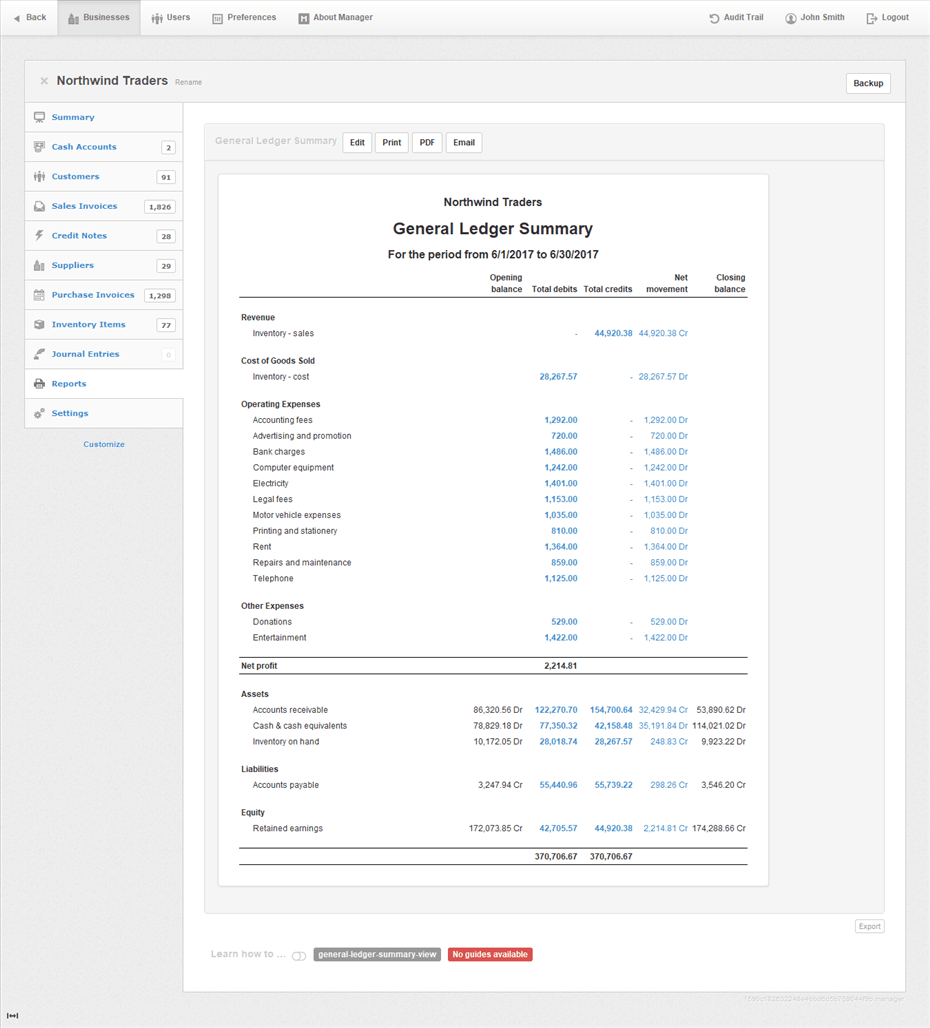 Back Businesses Users Preferences About Manager Audit Trail John Smith Logout
Northwind Traders Rename Backup
Summary
Cash Accounts 2
Customers 91
Sales Invoices 1,826
Credit Notes 28
Suppliers 29
Purchase Invoices 1,298
Inventory Items 77
Journal Entries 0
Reports
Settings
Customize
General Ledger Summary Edit Print PDF Email
Northwind Traders
General Ledger Summary
For the period from 6/1/2017 to 6/30/2017
Opening Net Closing
balance Total debits Total credits movement balance
Revenue
Inventory - sales - 44,920.38 44,920.38 Cr
Cost of Goods Sold
Inventory - cost 28,267.57 - 28,267.57 Dr
Operating Expenses
Accounting fees 1,292.00 - 1,292.00 Dr
Advertising and promotion 720.00 - 720.00 Dr
Bank charges 1,486.00 - 1,486.00 Dr
Computer equipment 1,242.00 - 1,242.00 Dr
Electricity 1,401.00 - 1,401.00 Dr
Legal fees 1,153.00 - 1,153.00 Dr
Motor vehicle expenses 1,035.00 - 1,035.00 Dr
Printing and stationery 810.00 - 810.00 Dr
Rent 1,364.00 - 1,364.00 Dr
Repairs and maintenance 859.00 - 859.00 Dr
Telephone 1,125.00 - 1,125.00 Dr
Other Expenses
Donations 529.00 - 529.00 Dr
Entertainment 1,422.00 - 1,422.00 Dr
Net profit 2,214.81
Assets
Accounts receivable 86,320.56 Dr 122,270.70 154,700.64 32,429.94 Cr 53,890.62 Dr
Cash & cash equivalents 78,829.18 Dr 77,350.32 42,158.48 35,191.84 Dr 114,021.02 Dr
Inventory on hand 10,172.05 Dr 28,018.74 28,267.57 248.83 Cr 9,923.22 Dr
Liabilities
Accounts payable 3,247.94 Cr 55,440.96 55,739.22 298.26 Cr 3,546.20 Cr
Equity
Retained earnings 172,073.85 Cr 42,705.57 44,920.38 2,214.81 Cr 174,288.66 Cr
370,706.67 370,706.67
Export
Learn how to ... general-ledger-summary-view No guides available